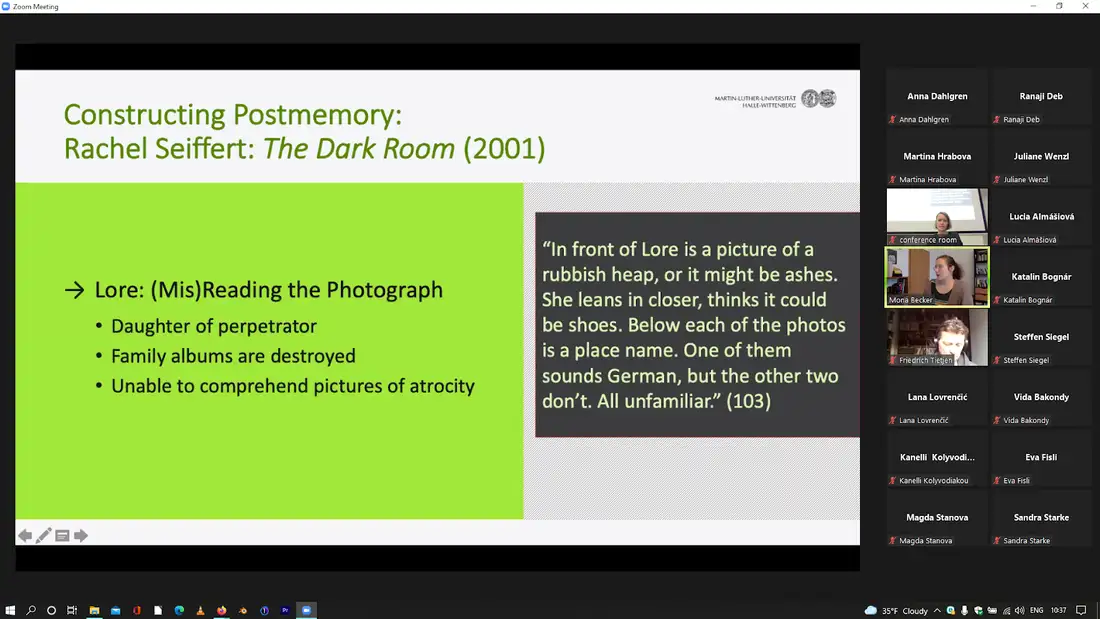 Zoom Meeting
Constructing Postmemory:
Rachel Seiffert: The Dark Room (2001)
MARTIN-LUTHER-UNIVERSITÄT
HALLE-WITTENBERG
→ Lore: (Mis)Reading the Photograph
• Daughter of perpetrator
• Family albums are destroyed
• Unable to comprehend pictures of atrocity
“In front of Lore is a picture of a
rubbish heap, or it might be ashes.
She leans in closer, thinks it could
be shoes. Below each of the photos
is a place name. One of them
sounds German, but the other two
don’t. All unfamiliar.” (103)
Anna Dahlgren
Anna Dahlgren
Ranaji Deb
Ranaji Deb
Martina Hrabova
Martina Hrabova
Juliane Wenzl
Juliane Wenzl
conference room
Lucia Almášiová
Lucia Almášiová
Mona Becker
Katalin Bognár
Katalin Bognár
Friedrich Tietjen
Steffen Siegel
Steffen Siegel
Lana Lovrenčić
Lana Lovrenčić
Vida Bakondy
Vida Bakondy
Kanelli Kolyvodi...
Kanelli Kolyvodiakou
Eva Fisli
Eva Fisli
Magda Stanova
Magda Stanova
Sandra Starke
Sandra Starke
35°F Cloudy
ENG
10:37